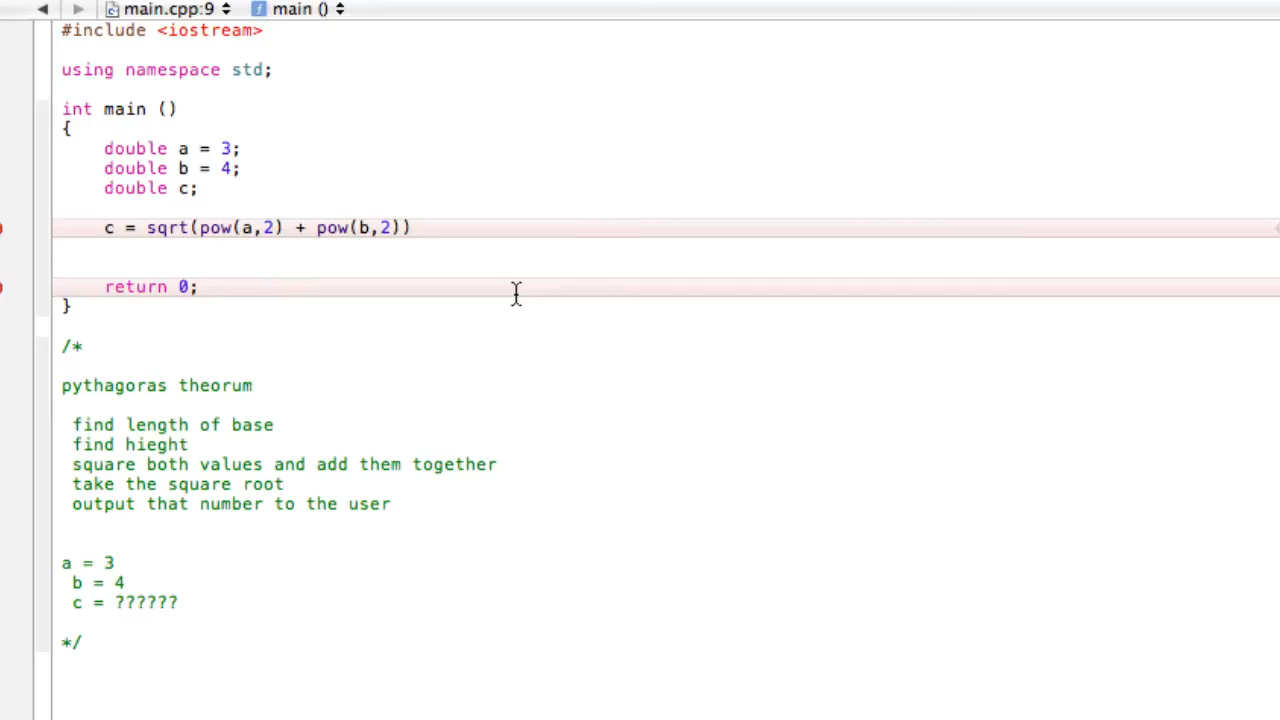 main.cpp:9 main ()
#include <iostream>
using namespace std;
int main ()
{
double a = 3;
double b = 4;
double c;
c = sqrt(pow(a,2) + pow(b,2))
return 0;
}
/*
pythagoras theorum
find length of base
find hieght
square both values and add them together
take the square root
output that number to the user
a = 3
b = 4
c = ??????
*/